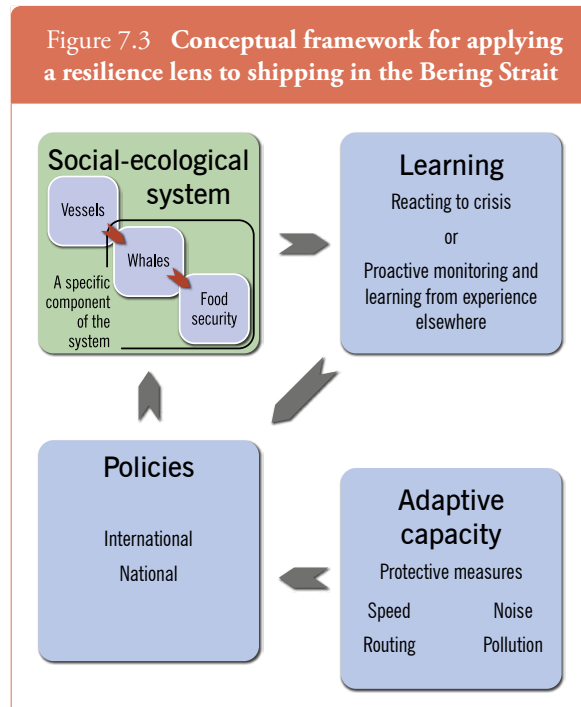 Figure 7.3 Conceptual framework for applying
a resilience lens to shipping in the Bering Strait
Social-ecological
system
Vessels
Whales
Food
security
A specific
component
of the
system
Learning
Reacting to crisis
or
Proactive monitoring and
learning from experience
elsewhere
Policies
International
National
Adaptive
capacity
Protective measures
Speed Noise
Routing Pollution